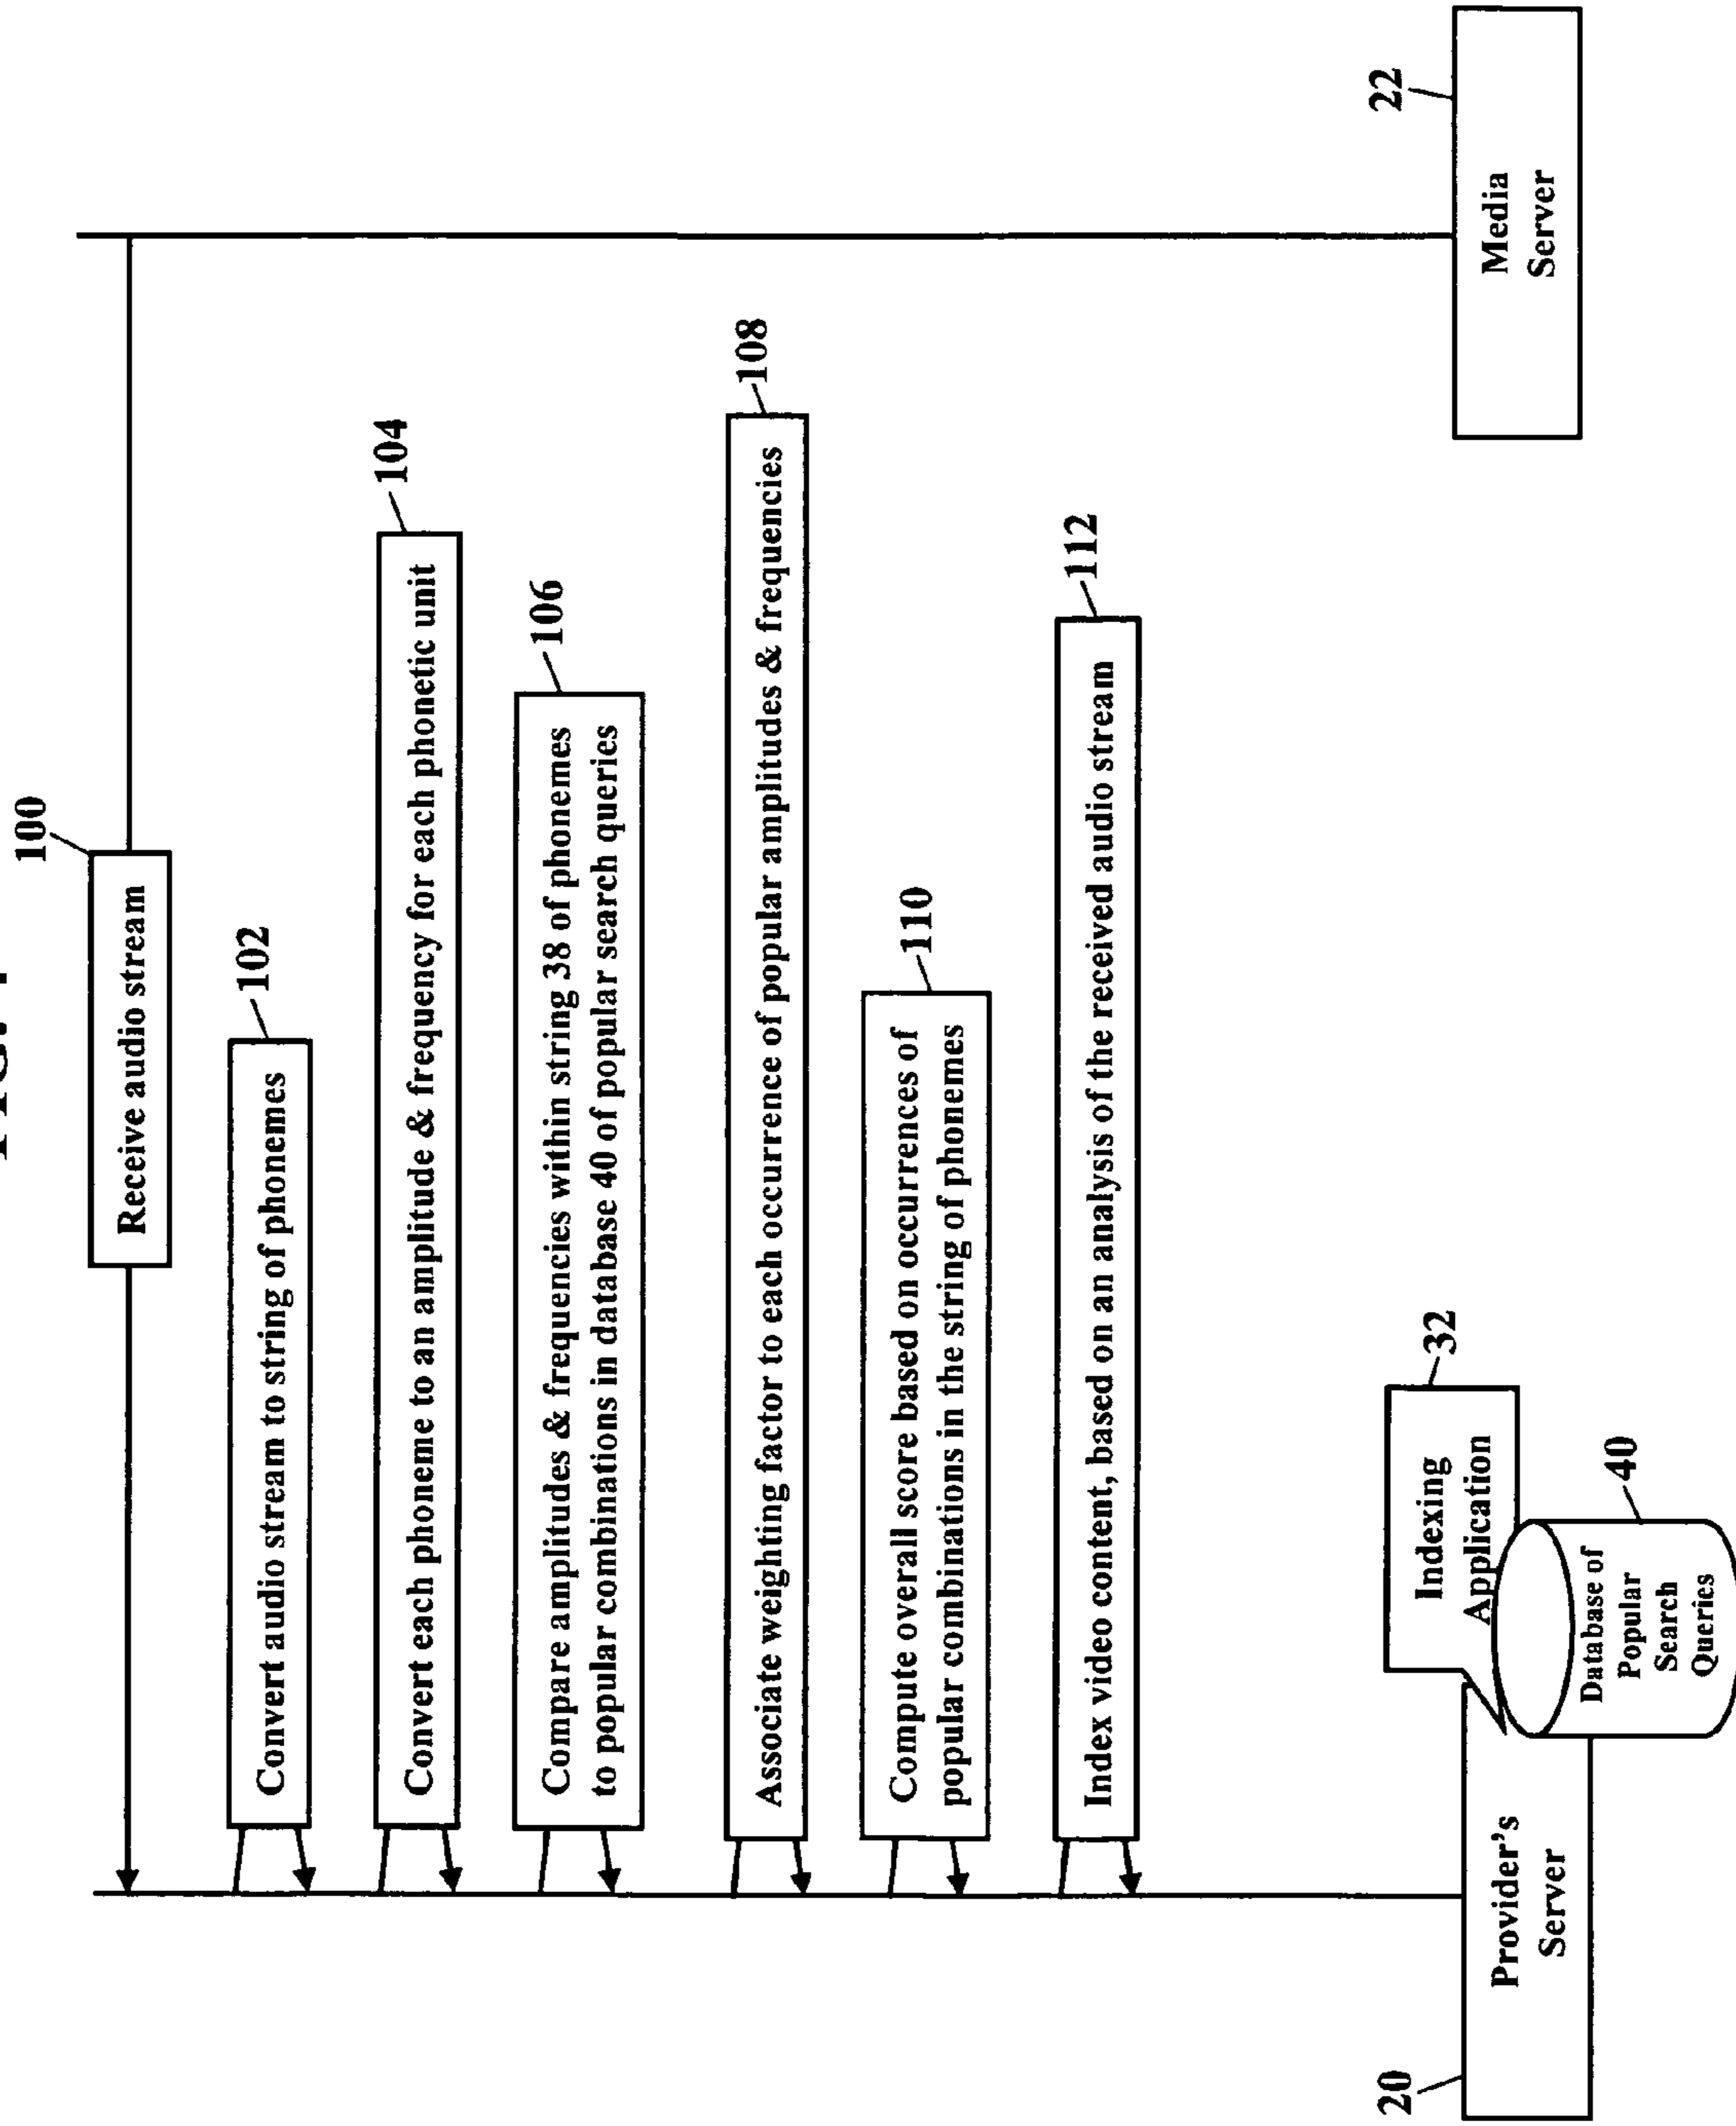 100
Receive audio stream
102
Convert audio stream to string of phonemes
104
Convert each phoneme to an amplitude & frequency for each phonetic unit
106
Compare amplitudes & frequencies within string 38 of phonemes
to popular combinations in database 40 of popular search queries
108
Associate weighting factor to each occurrence of popular amplitudes & frequencies
110
Compute overall score based on occurrences of
popular combinations in the string of phonemes
112
Index video content, based on an analysis of the received audio stream
20
Provider's
Server
Indexing
Application
32
Database of
Popular
Search
Queries
40
22
Media
Server